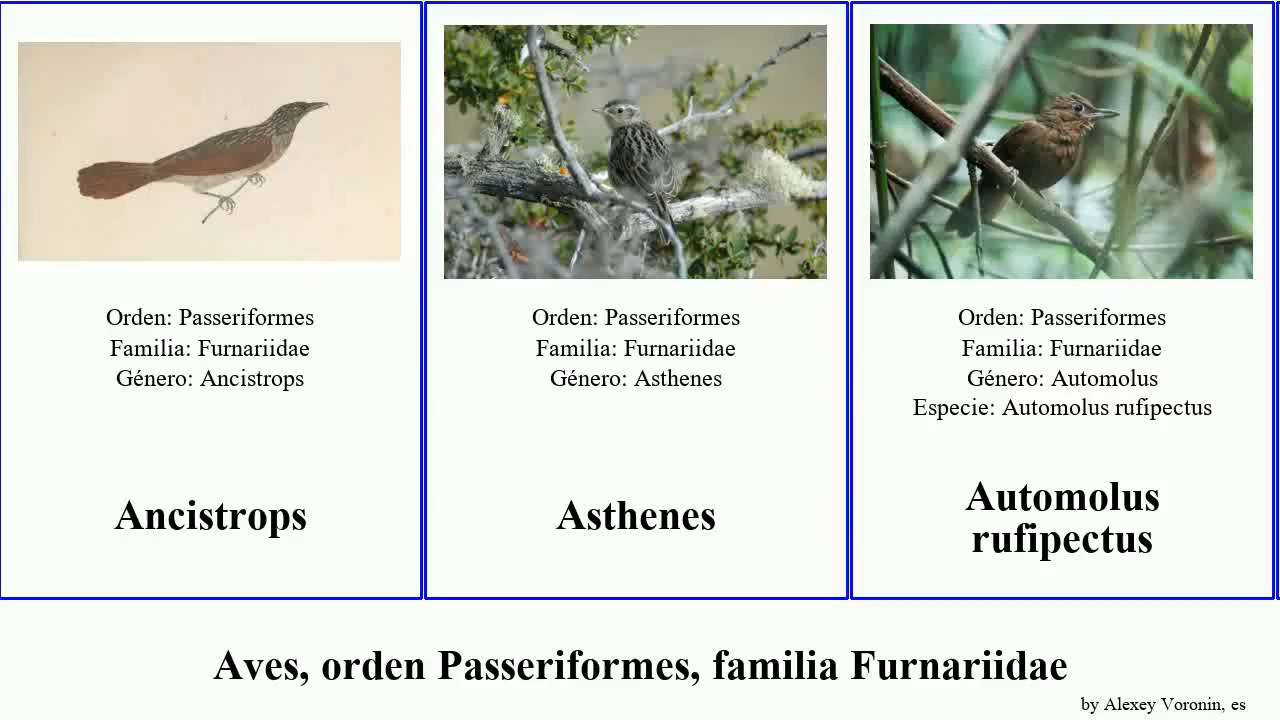 Orden: Passeriformes
Familia: Furnariidae
Género: Ancistrops
Ancistrops
Orden: Passeriformes
Familia: Furnariidae
Género: Asthenes
Asthenes
Orden: Passeriformes
Familia: Furnariidae
Género: Automolus
Especie: Automolus rufipectus
Automolus
rufipectus
Aves, orden Passeriformes, familia Furnariidae
by Alexey Voronin, es